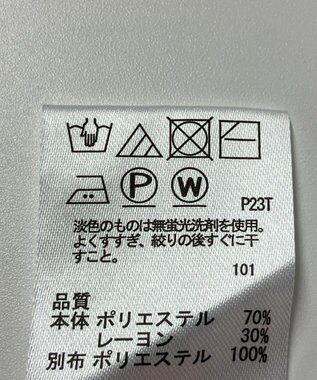 P W P23T
淡色のものは無蛍光洗剤を使用。
よくすすぎ、絞りの後すぐに干
すこと。
101
品質
本体 ポリエステル 70%
レーヨン 30%
別布 ポリエステル 100%